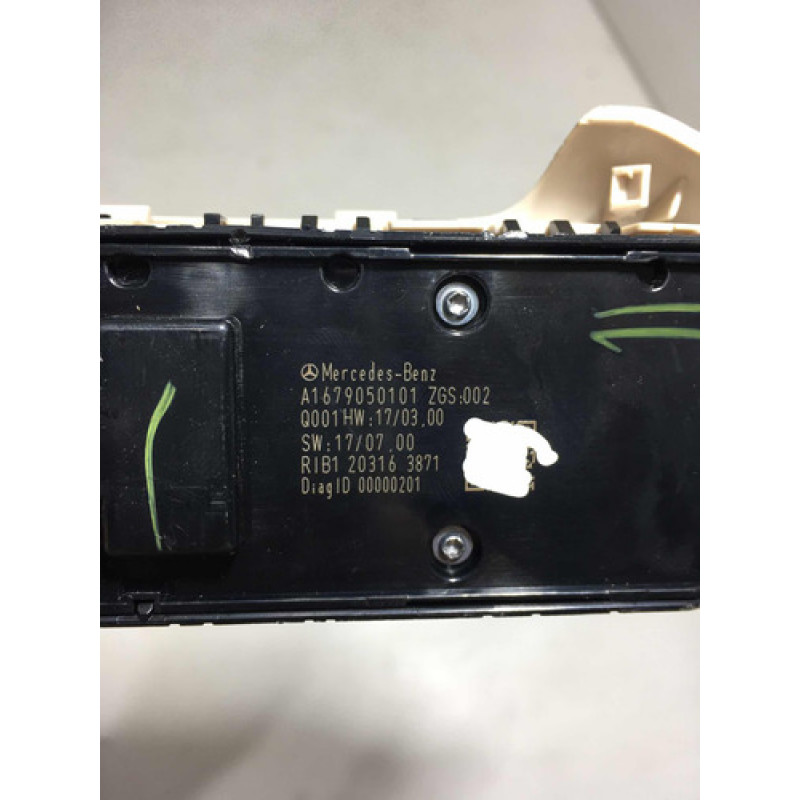 Mercedes-Benz
A1679050101 ZGS:002
Q001HW:17/03,00
SW:17/07,00
RIB1 20316 3871
DiagID 00000201